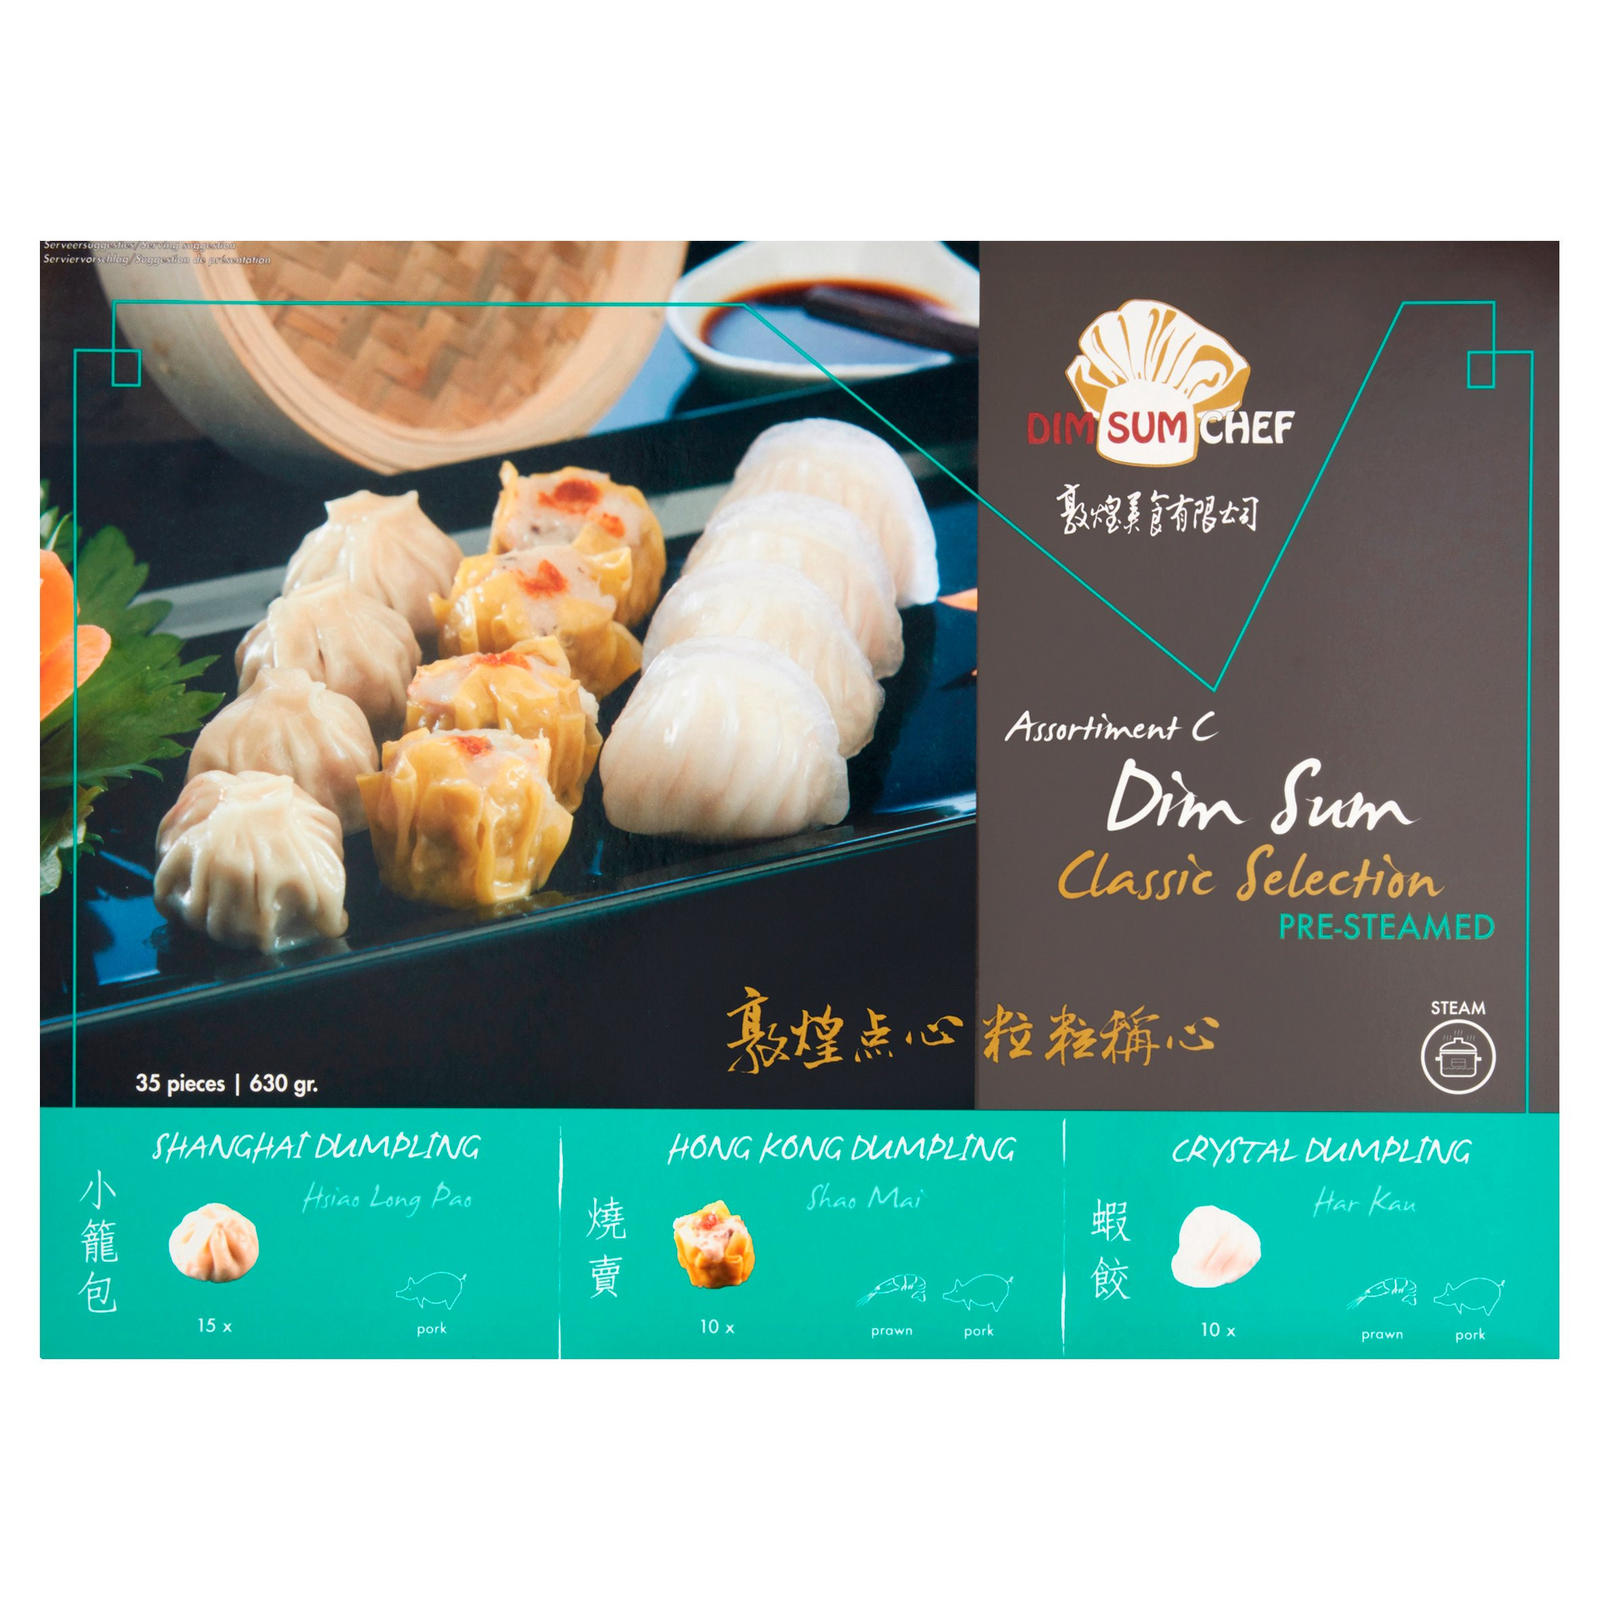 Serveersuggesties/Serving suggestion
Serviervorschlag/Suggestion de présentation
DIM SUM CHEF
敦煌美食有限公司
Assortiment C
Dim Sum
Classic Selection
PRE-STEAMED
敦煌点心 粒粒稱心
STEAM
35 pieces | 630 gr.
SHANGHAI DUMPLING
Hsiao Long Pao
小籠包
15 x
pork
HONG KONG DUMPLING
Shao Mai
燒賣
10 x
prawn
pork
CRYSTAL DUMPLING
Har Kau
蝦餃
10 x
prawn
pork